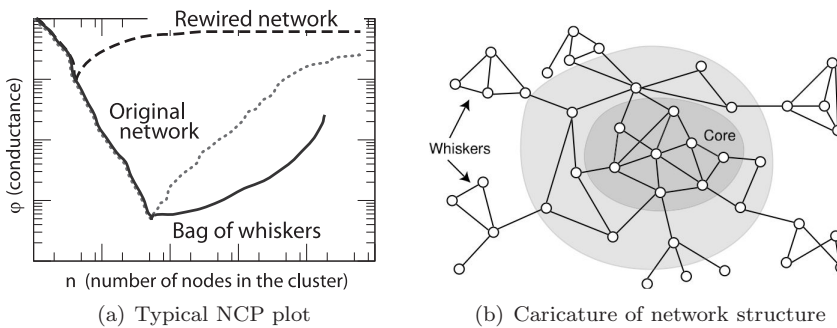 Rewired network
Original
network
Bag of whiskers
φ (conductance)
n (number of nodes in the cluster)
(a) Typical NCP plot
Core
Whiskers
(b) Caricature of network structure